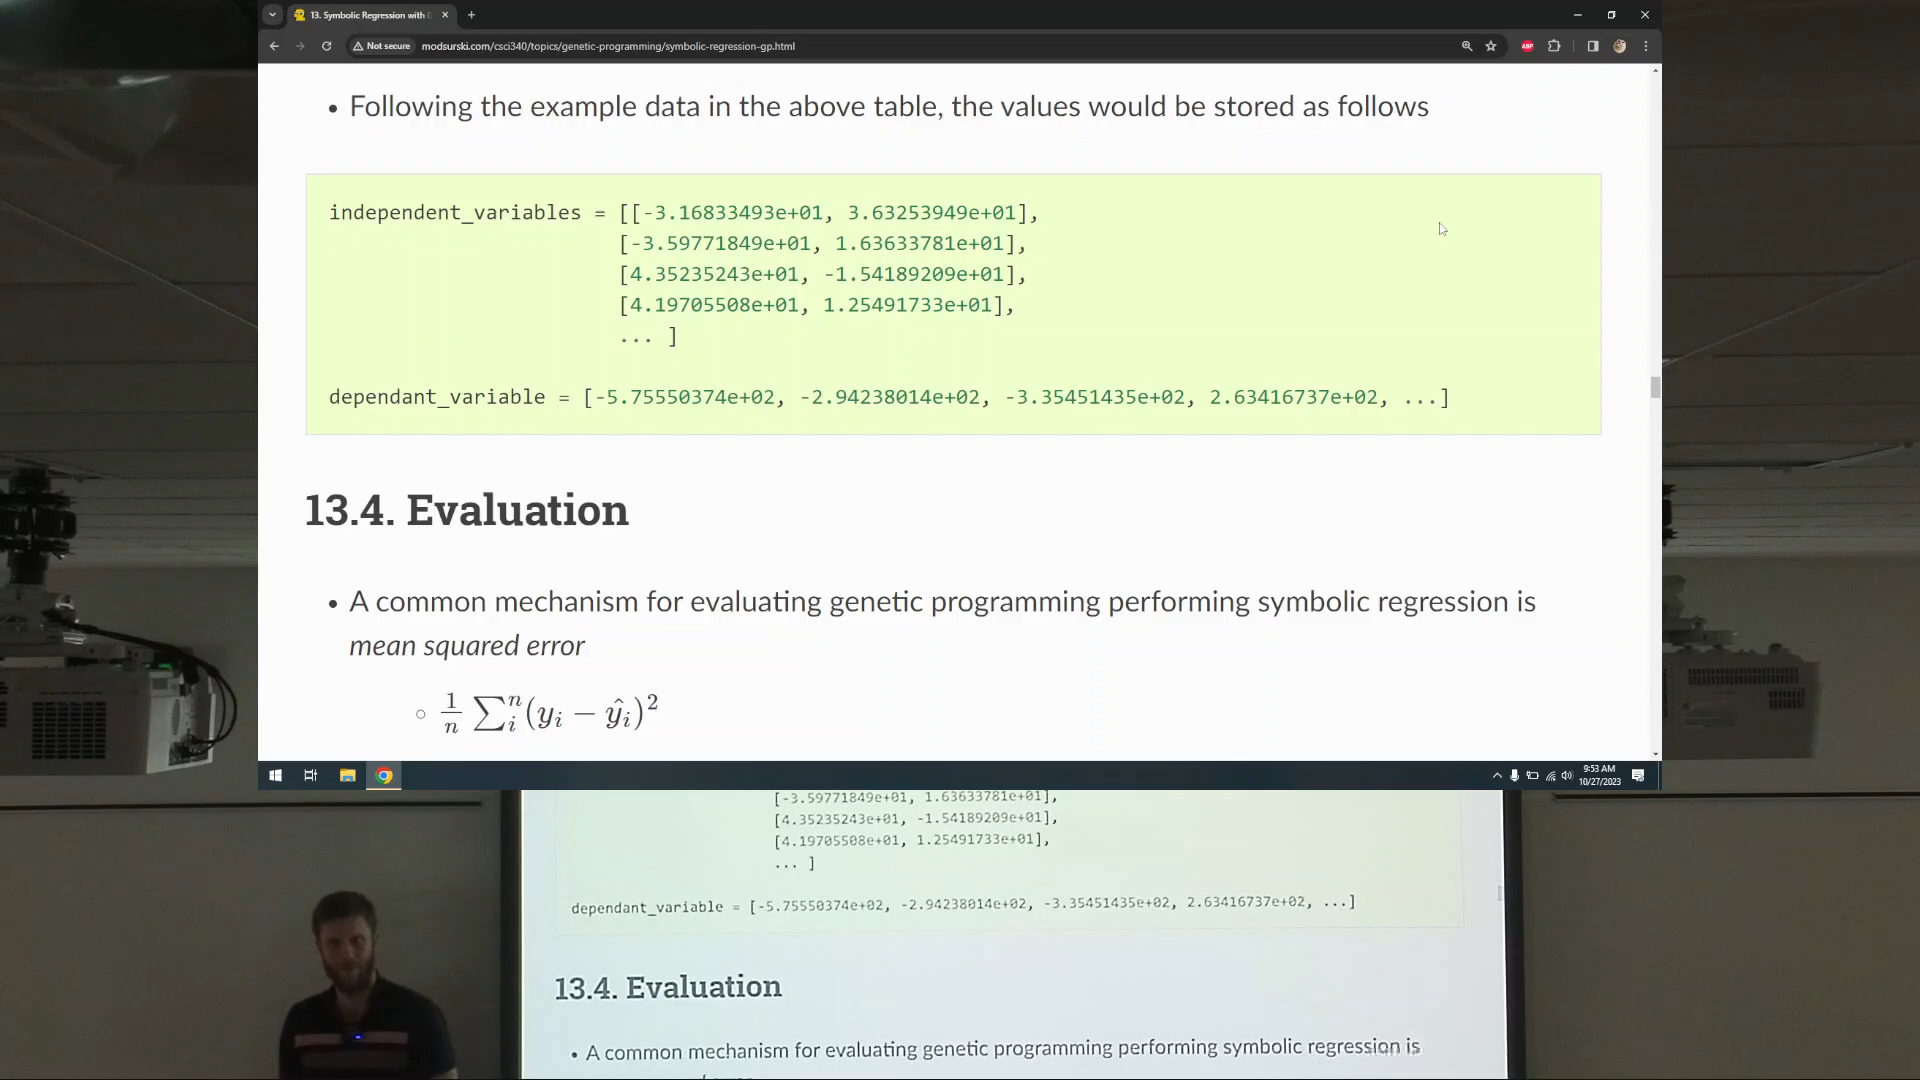 13. Symbolic Regression with G
Not secure
modsurski.com/csci340/topics/genetic-programming/symbolic-regression-gp.html
ABP
• Following the example data in the above table, the values would be stored as follows
independent_variables = [[-3.16833493e+01, 3.63253949e+01],
[-3.59771849e+01, 1.63633781e+01],
[4.35235243e+01, -1.54189209e+01],
[4.19705508e+01, 1.25491733e+01],
... ]
dependant_variable = [-5.75550374e+02, -2.94238014e+02, -3.35451435e+02, 2.63416737e+02, ...]
13.4. Evaluation
• A common mechanism for evaluating genetic programming performing symbolic regression is
mean squared error
○ 1/n ∑ᵢⁿ(yᵢ − ŷᵢ)²
9:53 AM
10/27/2023
[-3.59771849e+01, 1.63633781e+01],
[4.35235243e+01, -1.54189209e+01],
[4.19705508e+01, 1.25491733e+01],
... ]
dependant_variable = [-5.75550374e+02, -2.94238014e+02, -3.35451435e+02, 2.63416737e+02, ...]
13.4. Evaluation
• A common mechanism for evaluating genetic programming performing symbolic regression is